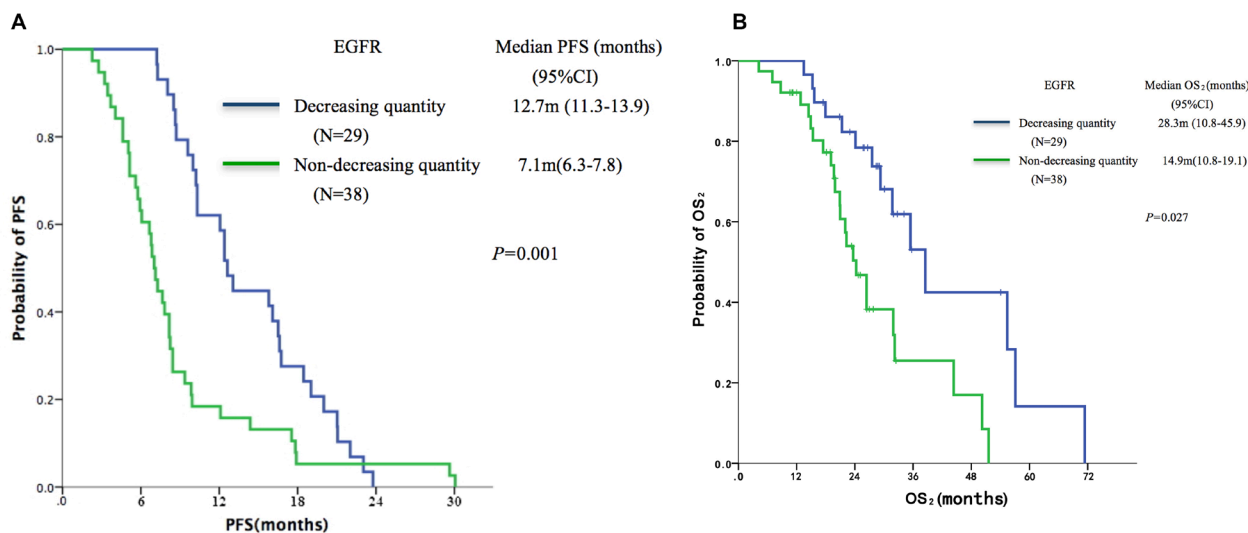 A
EGFR Median PFS (months)
(95%CI)
Decreasing quantity 12.7m (11.3-13.9)
(N=29)
Non-decreasing quantity 7.1m(6.3-7.8)
(N=38)
P=0.001
Probability of PFS
1.0
0.8
0.6
0.4
0.2
0.0
.0 6 12 18 24 30
PFS(months)
B
EGFR Median OS₂(months)
(95%CI)
Decreasing quantity 28.3m (10.8-45.9)
(N=29)
Non-decreasing quantity 14.9m(10.8-19.1)
(N=38)
P=0.027
Probability of OS₂
1.0
0.8
0.6
0.4
0.2
0.0
.0 12 24 36 48 60 72
OS₂(months)